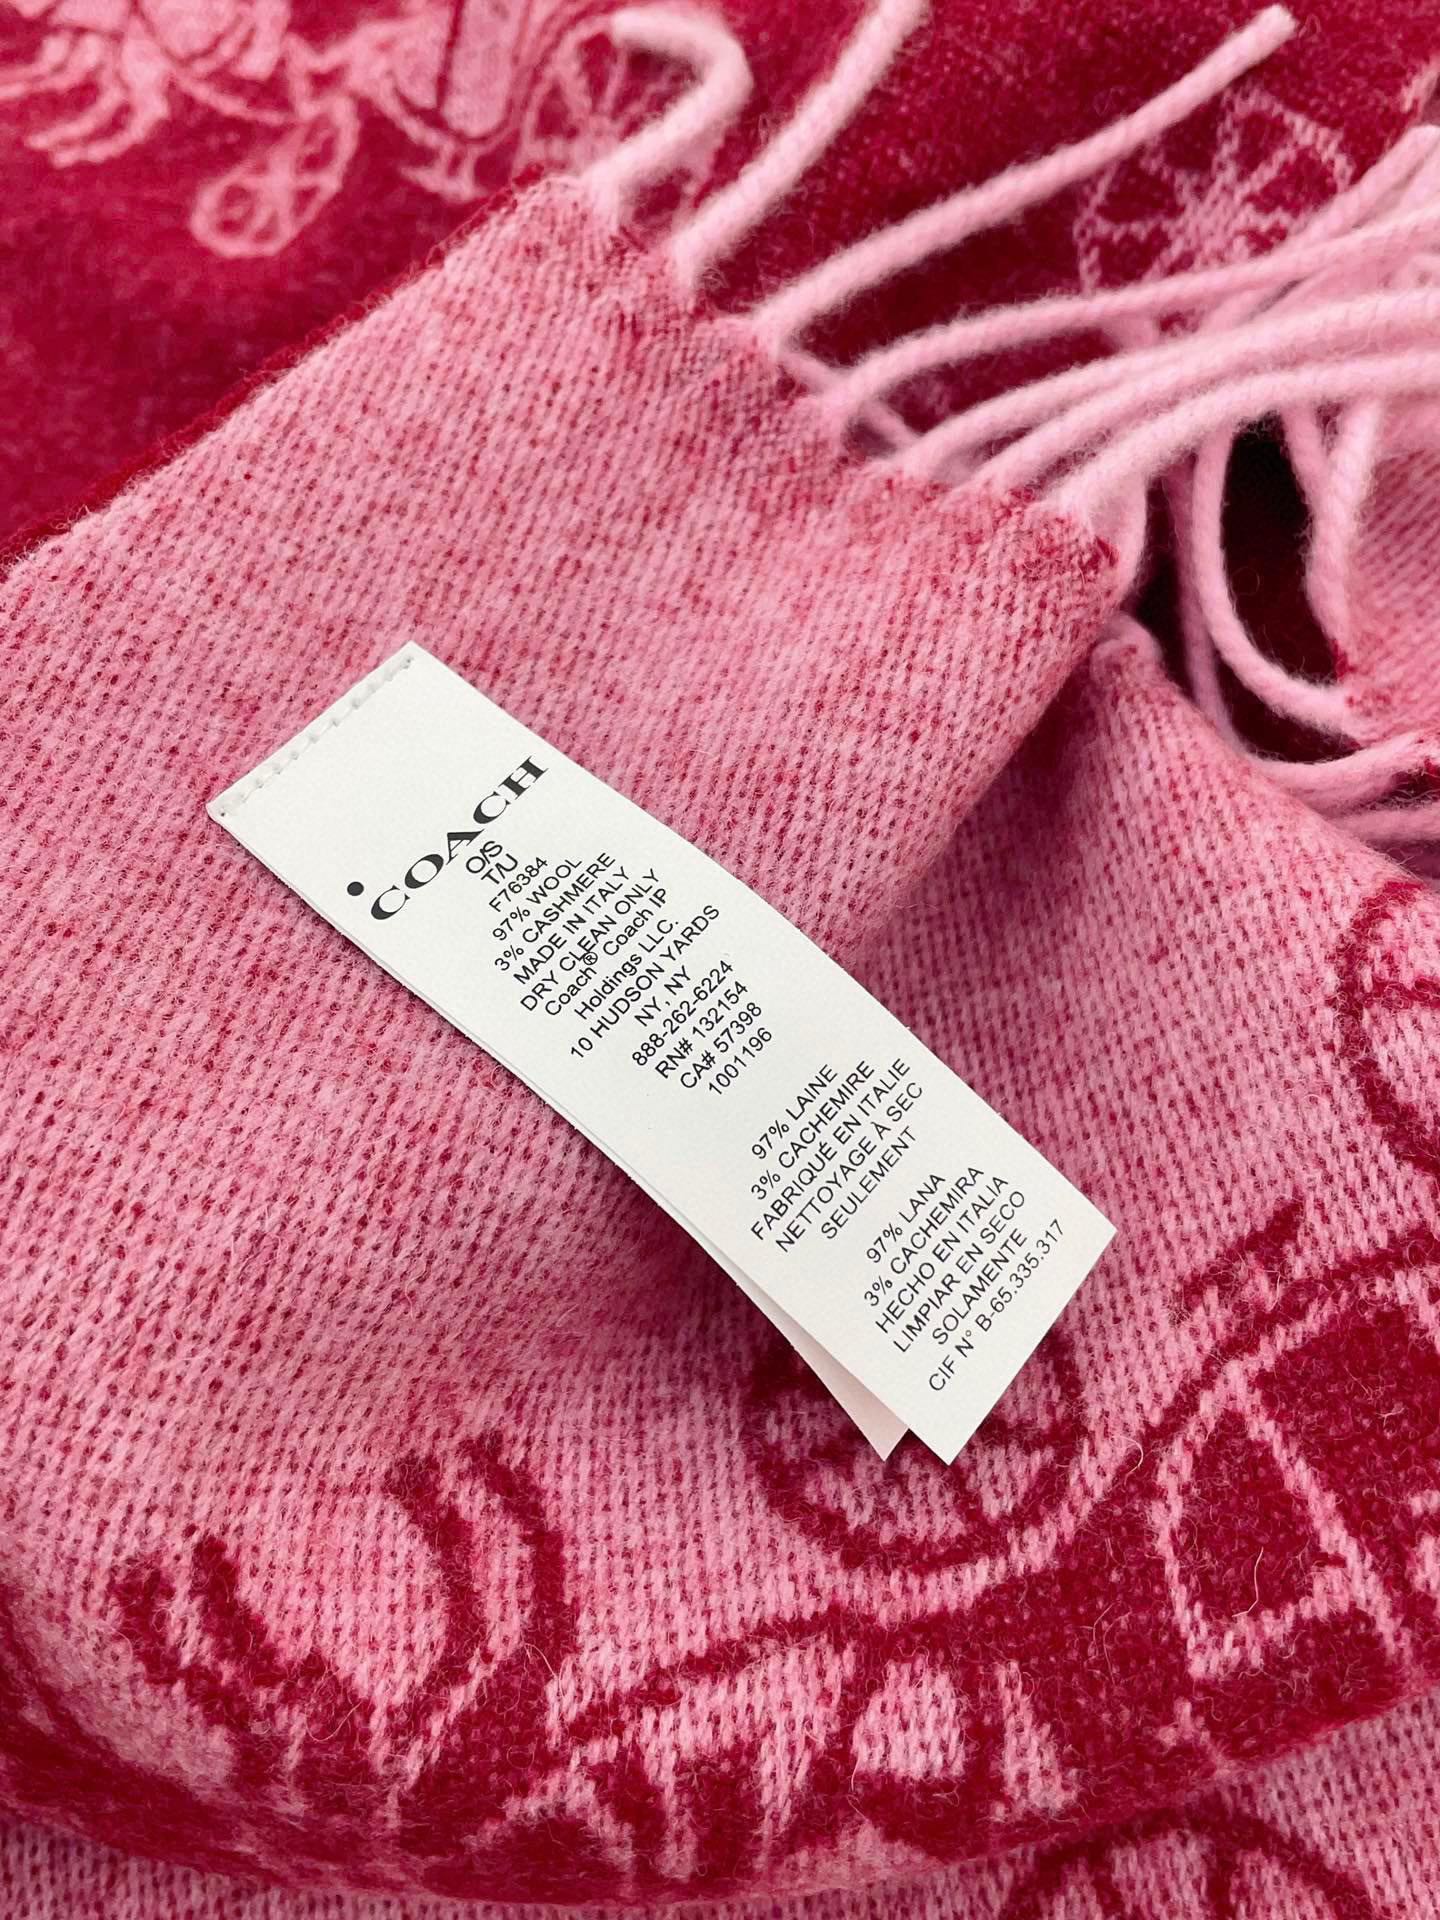 COACH
O/S
T/U
F76384
97% WOOL
3% CASHMERE
MADE IN ITALY
DRY CLEAN ONLY
Coach® Coach IP
Holdings LLC.
10 HUDSON YARDS
NY, NY
888-262-6224
RN# 132154
CA# 57398
1001196
97% LAINE
3% CACHEMIRE
FABRIQUÉ EN ITALIE
NETTOYAGE À SEC
SEULEMENT
97% LANA
3% CACHEMIRA
HECHO EN ITALIA
LIMPIAR EN SECO
SOLAMENTE
CIF N° B-65.335.317